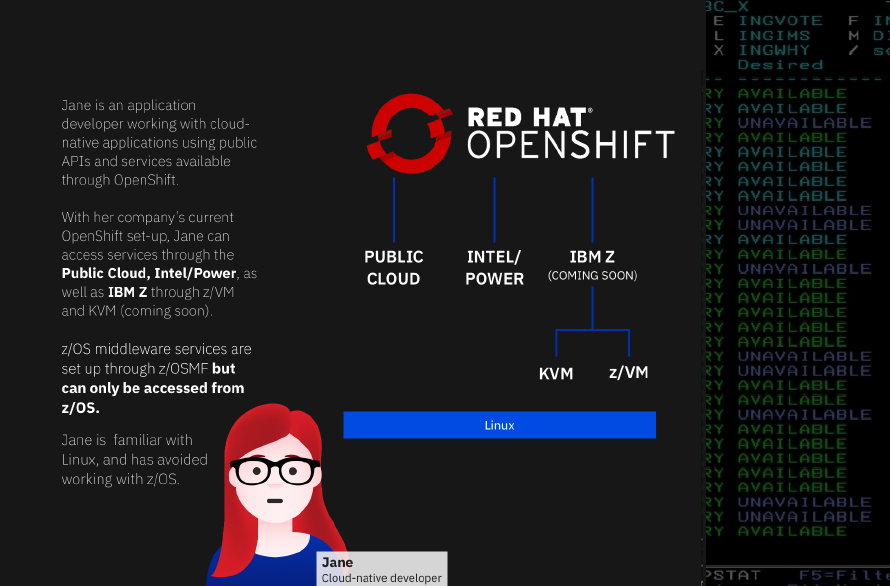 Jane is an application
developer working with cloud-
native applications using public
APIs and services available
through OpenShift.
With her company's current
OpenShift set-up, Jane can
access services through the
Public Cloud, Intel/Power, as
well as IBM Z through z/VM
and KVM (coming soon).
z/OS middleware services are
set up through z/OSMF but
can only be accessed from
z/OS.
Jane is familiar with
Linux, and has avoided
working with z/OS.
RED HAT®
OPENSHIFT
PUBLIC
CLOUD
INTEL/
POWER
IBM Z
(COMING SOON)
KVM
z/VM
Linux
Jane
Cloud-native developer
BC_X
E INGVOTE F IN
L INGIMS M DI
X INGWHY / sc
Desired
RY AVAILABLE
RY AVAILABLE
RY UNAVAILABLE
RY AVAILABLE
RY AVAILABLE
RY AVAILABLE
RY AVAILABLE
RY AVAILABLE
RY UNAVAILABLE
RY UNAVAILABLE
RY AVAILABLE
RY AVAILABLE
RY UNAVAILABLE
RY AVAILABLE
RY AVAILABLE
RY AVAILABLE
RY AVAILABLE
RY AVAILABLE
RY UNAVAILABLE
RY UNAVAILABLE
RY AVAILABLE
RY AVAILABLE
RY UNAVAILABLE
RY AVAILABLE
RY AVAILABLE
RY AVAILABLE
RY AVAILABLE
RY AVAILABLE
RY UNAVAILABLE
RY UNAVAILABLE
RY AVAILABLE
PSTAT F5=Filt